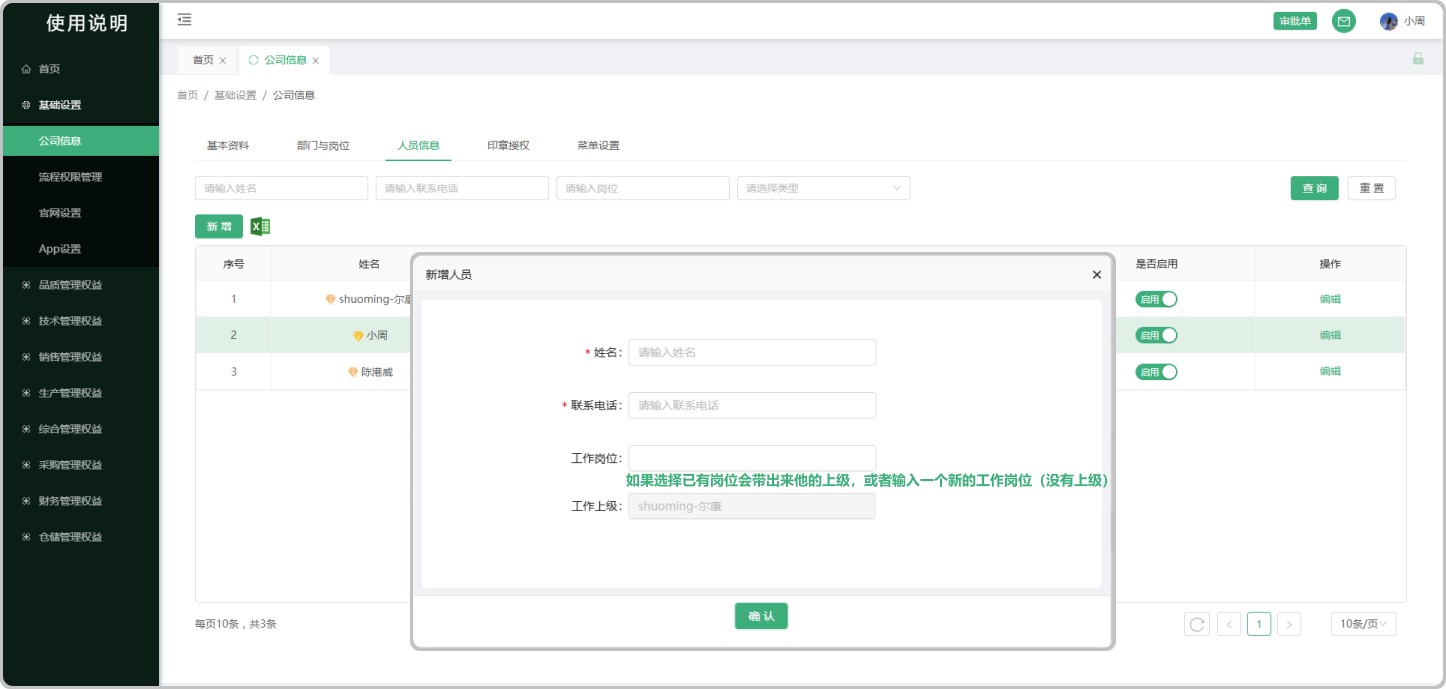 使用说明
首页
基础设置
公司信息
流程权限管理
官网设置
App设置
品质管理权益
技术管理权益
销售管理权益
生产管理权益
综合管理权益
采购管理权益
财务管理权益
仓储管理权益
审批单 小周
首页 × 公司信息 ×
首页 / 基础设置 / 公司信息
基本资料 部门与岗位 人员信息 印章授权 菜单设置
请输入姓名 请输入联系电话 请输入岗位 请选择类型 查 询 重 置
新 增
序号 姓名 是否启用 操作
1 shuoming-尔康 启用 编辑
2 小周 启用 编辑
3 陈港威 启用 编辑
每页10条，共3条
< 1 > 10条/页
新增人员 ×
* 姓名： 请输入姓名
* 联系电话： 请输入联系电话
工作岗位：
如果选择已有岗位会带出来他的上级，或者输入一个新的工作岗位（没有上级）
工作上级： shuoming-尔康
确 认